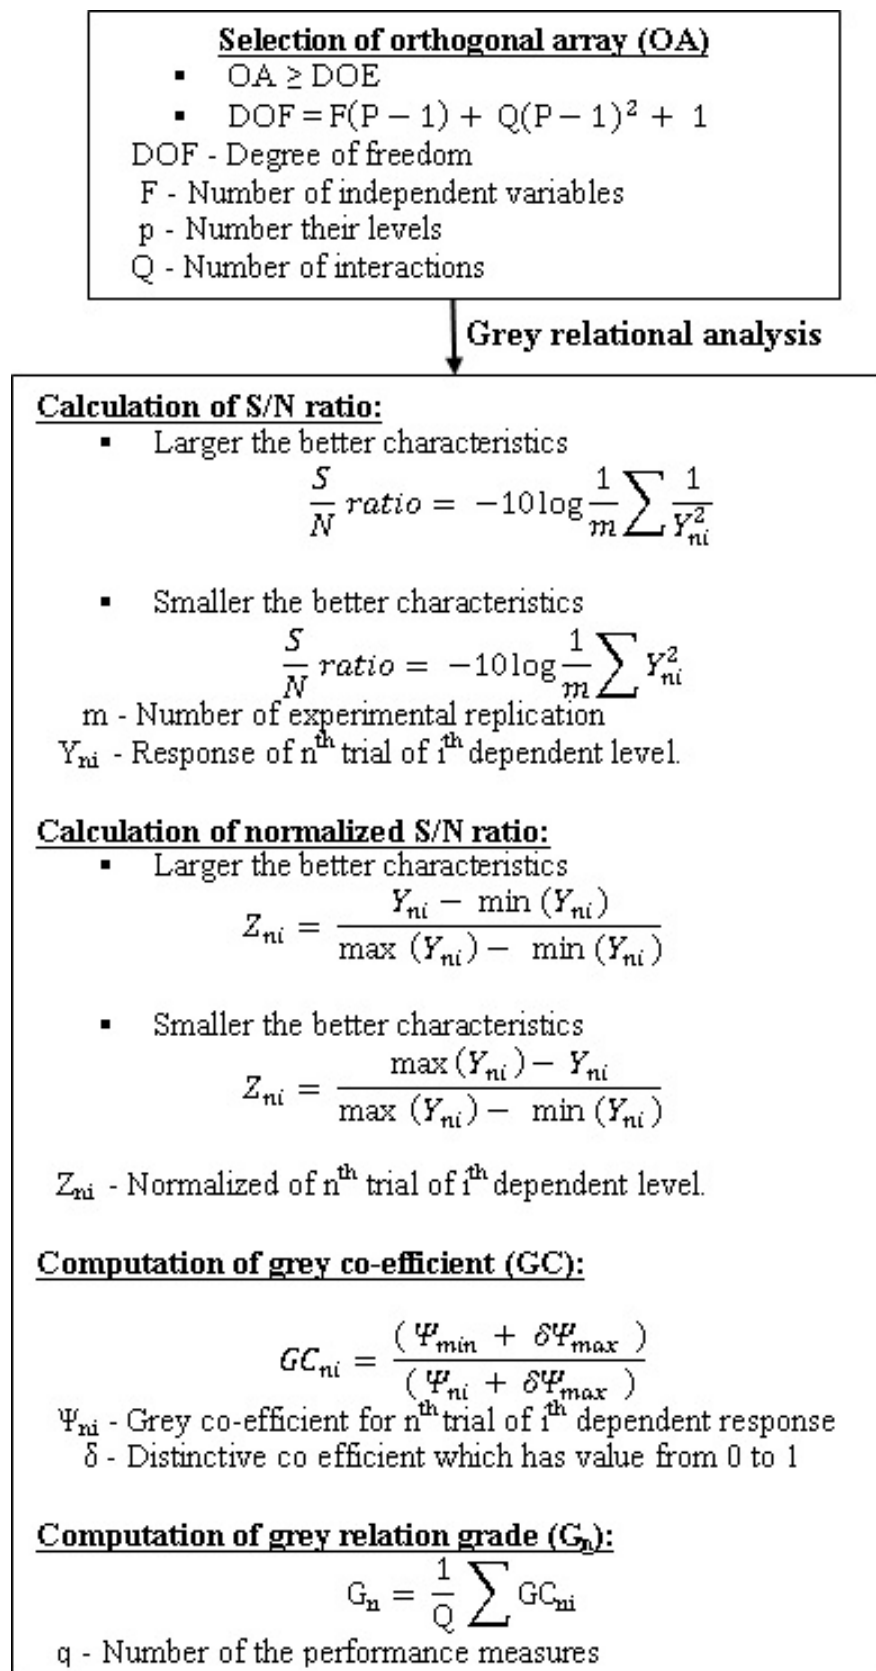 Selection of orthogonal array (OA)
▪ OA ≥ DOE
▪ DOF = F(P − 1) + Q(P − 1)² + 1
DOF - Degree of freedom
F - Number of independent variables
p - Number their levels
Q - Number of interactions
Grey relational analysis
Calculation of S/N ratio:
▪ Larger the better characteristics
S/N ratio = −10 log 1/m ∑ 1/Y²ₙᵢ
▪ Smaller the better characteristics
S/N ratio = −10 log 1/m ∑ Y²ₙᵢ
m - Number of experimental replication
Yₙᵢ - Response of nᵗʰ trial of iᵗʰ dependent level.
Calculation of normalized S/N ratio:
▪ Larger the better characteristics
Zₙᵢ = (Yₙᵢ − min (Yₙᵢ)) / (max (Yₙᵢ) − min (Yₙᵢ))
▪ Smaller the better characteristics
Zₙᵢ = (max (Yₙᵢ) − Yₙᵢ) / (max (Yₙᵢ) − min (Yₙᵢ))
Zₙᵢ - Normalized of nᵗʰ trial of iᵗʰ dependent level.
Computation of grey co-efficient (GC):
GCₙᵢ = (Ψₘᵢₙ + δΨₘₐₓ) / (Ψₙᵢ + δΨₘₐₓ)
Ψₙᵢ - Grey co-efficient for nᵗʰ trial of iᵗʰ dependent response
δ - Distinctive co efficient which has value from 0 to 1
Computation of grey relation grade (Gₙ):
Gₙ = 1/Q ∑ GCₙᵢ
q - Number of the performance measures